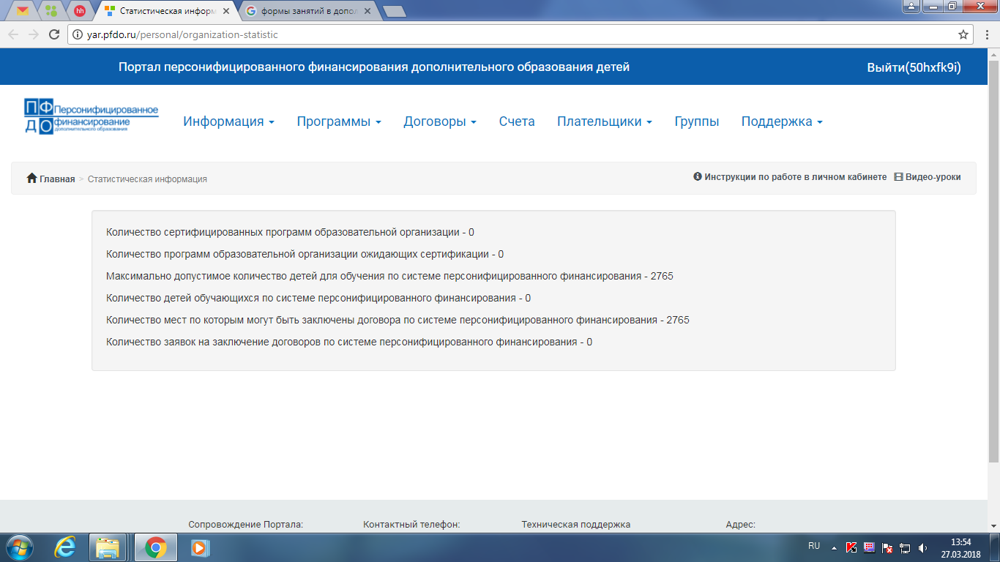 Статистическая информ
формы занятий в допол
hh
yar.pfdo.ru/personal/organization-statistic
Портал персонифицированного финансирования дополнительного образования детей
Выйти(50hxfk9i)
ПФ Персонифицированное
ДО финансирование
дополнительного образования
Информация
Программы
Договоры
Счета
Плательщики
Группы
Поддержка
Главная > Статистическая информация
Инструкции по работе в личном кабинете
Видео-уроки
Количество сертифицированных программ образовательной организации - 0
Количество программ образовательной организации ожидающих сертификации - 0
Максимально допустимое количество детей для обучения по системе персонифицированного финансирования - 2765
Количество детей обучающихся по системе персонифицированного финансирования - 0
Количество мест по которым могут быть заключены договора по системе персонифицированного финансирования - 2765
Количество заявок на заключение договоров по системе персонифицированного финансирования - 0
Сопровождение Портала:
Контактный телефон:
Техническая поддержка
Адрес:
RU
13:54
27.03.2018